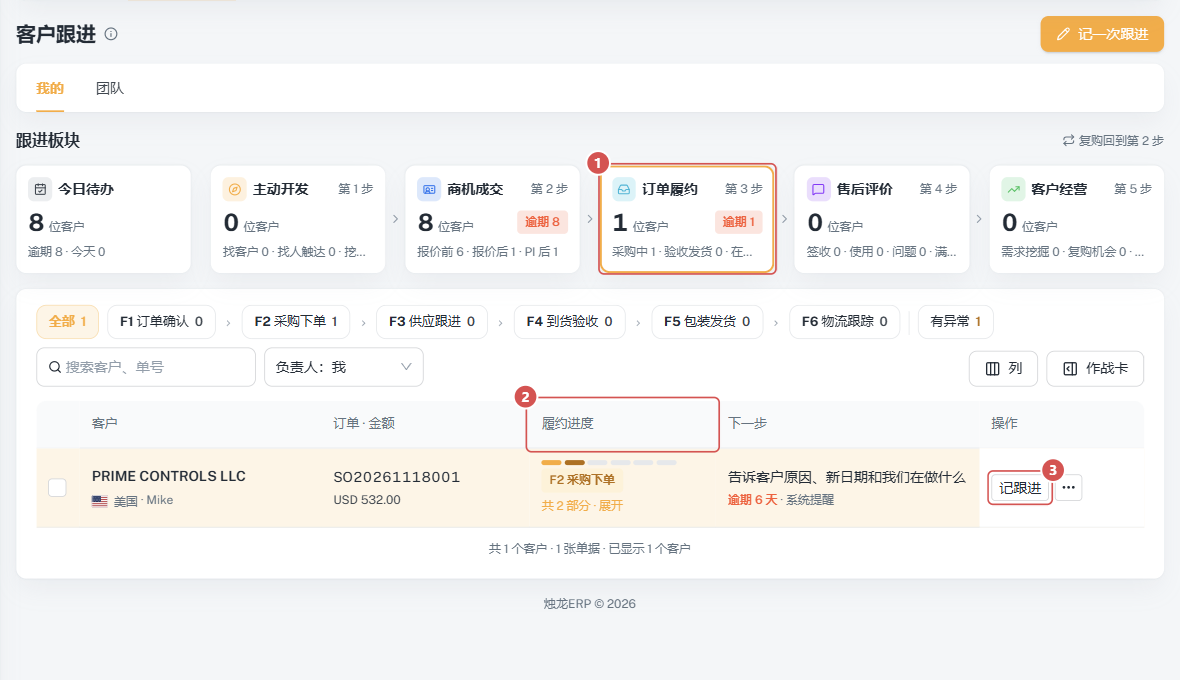 客户跟进
记一次跟进
我的 团队
跟进板块 复购回到第 2 步
1
今日待办
8 位客户
逾期 8 · 今天 0
主动开发 第 1 步
0 位客户
找客户 0 · 找人触达 0 · 挖...
商机成交 第 2 步
8 位客户 逾期 8
报价前 6 · 报价后 1 · PI 后 1
订单履约 第 3 步
1 位客户 逾期 1
采购中 1 · 验收发货 0 · 在...
售后评价 第 4 步
0 位客户
签收 0 · 使用 0 · 问题 0 · 满...
客户经营 第 5 步
0 位客户
需求挖掘 0 · 复购机会 0 · ...
全部 1 F1 订单确认 0 › F2 采购下单 1 › F3 供应跟进 0 › F4 到货验收 0 › F5 包装发货 0 › F6 物流跟踪 0 有异常 1
搜索客户、单号 负责人：我 列 作战卡
2
客户 订单 · 金额 履约进度 下一步 操作
3
PRIME CONTROLS LLC SO20261118001 F2 采购下单 告诉客户原因、新日期和我们在做什么 记跟进 ···
美国 · Mike USD 532.00 共 2 部分 · 展开 逾期 6 天 · 系统提醒
共 1 个客户 · 1 张单据 · 已显示 1 个客户
烛龙ERP © 2026